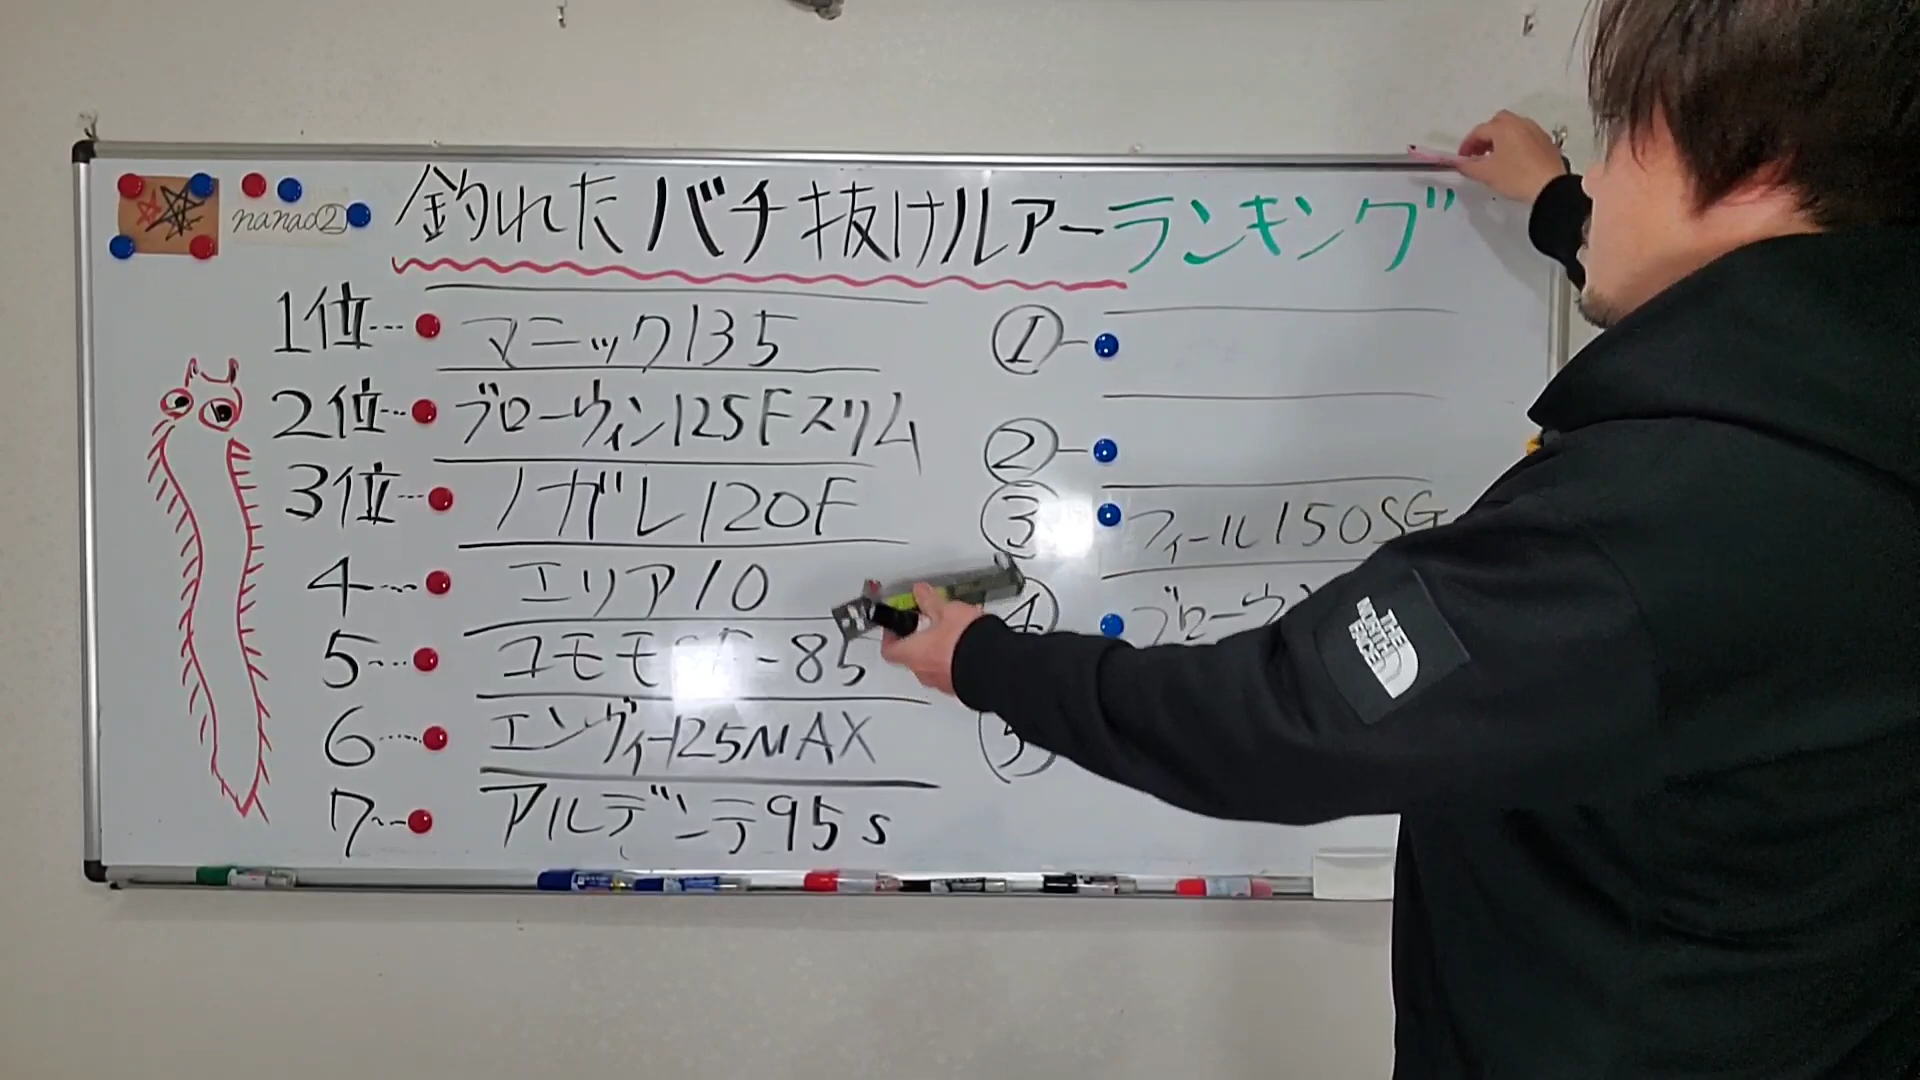 nanao②
釣れたバチ抜けルアーランキング
1位 マニック135
2位 ブローウィン125Fスリム
3位 ノガレ120F
4 エリア10
5 コモモSF-85
6 エンヴィー125MAX
7 アルデンテ95s
①
②
③ フィール150SG
④ ブローウィン
⑤
THE NORTH FACE